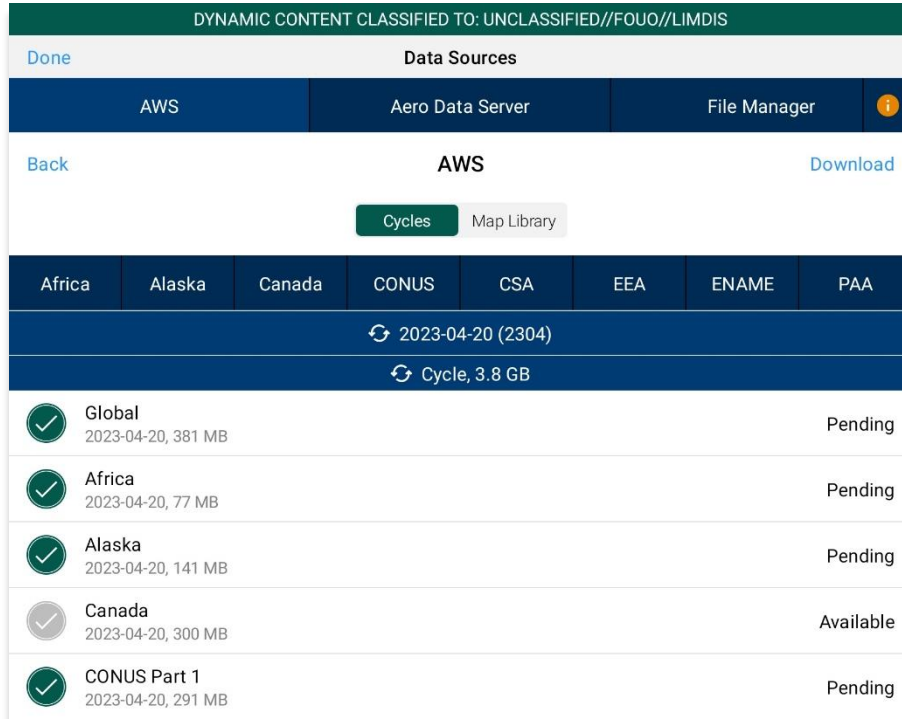 DYNAMIC CONTENT CLASSIFIED TO: UNCLASSIFIED//FOUO//LIMDIS
Done Data Sources
AWS Aero Data Server File Manager i
Back AWS Download
Cycles Map Library
Africa Alaska Canada CONUS CSA EEA ENAME PAA
2023-04-20 (2304)
Cycle, 3.8 GB
Global
2023-04-20, 381 MB
Pending
Africa
2023-04-20, 77 MB
Pending
Alaska
2023-04-20, 141 MB
Pending
Canada
2023-04-20, 300 MB
Available
CONUS Part 1
2023-04-20, 291 MB
Pending